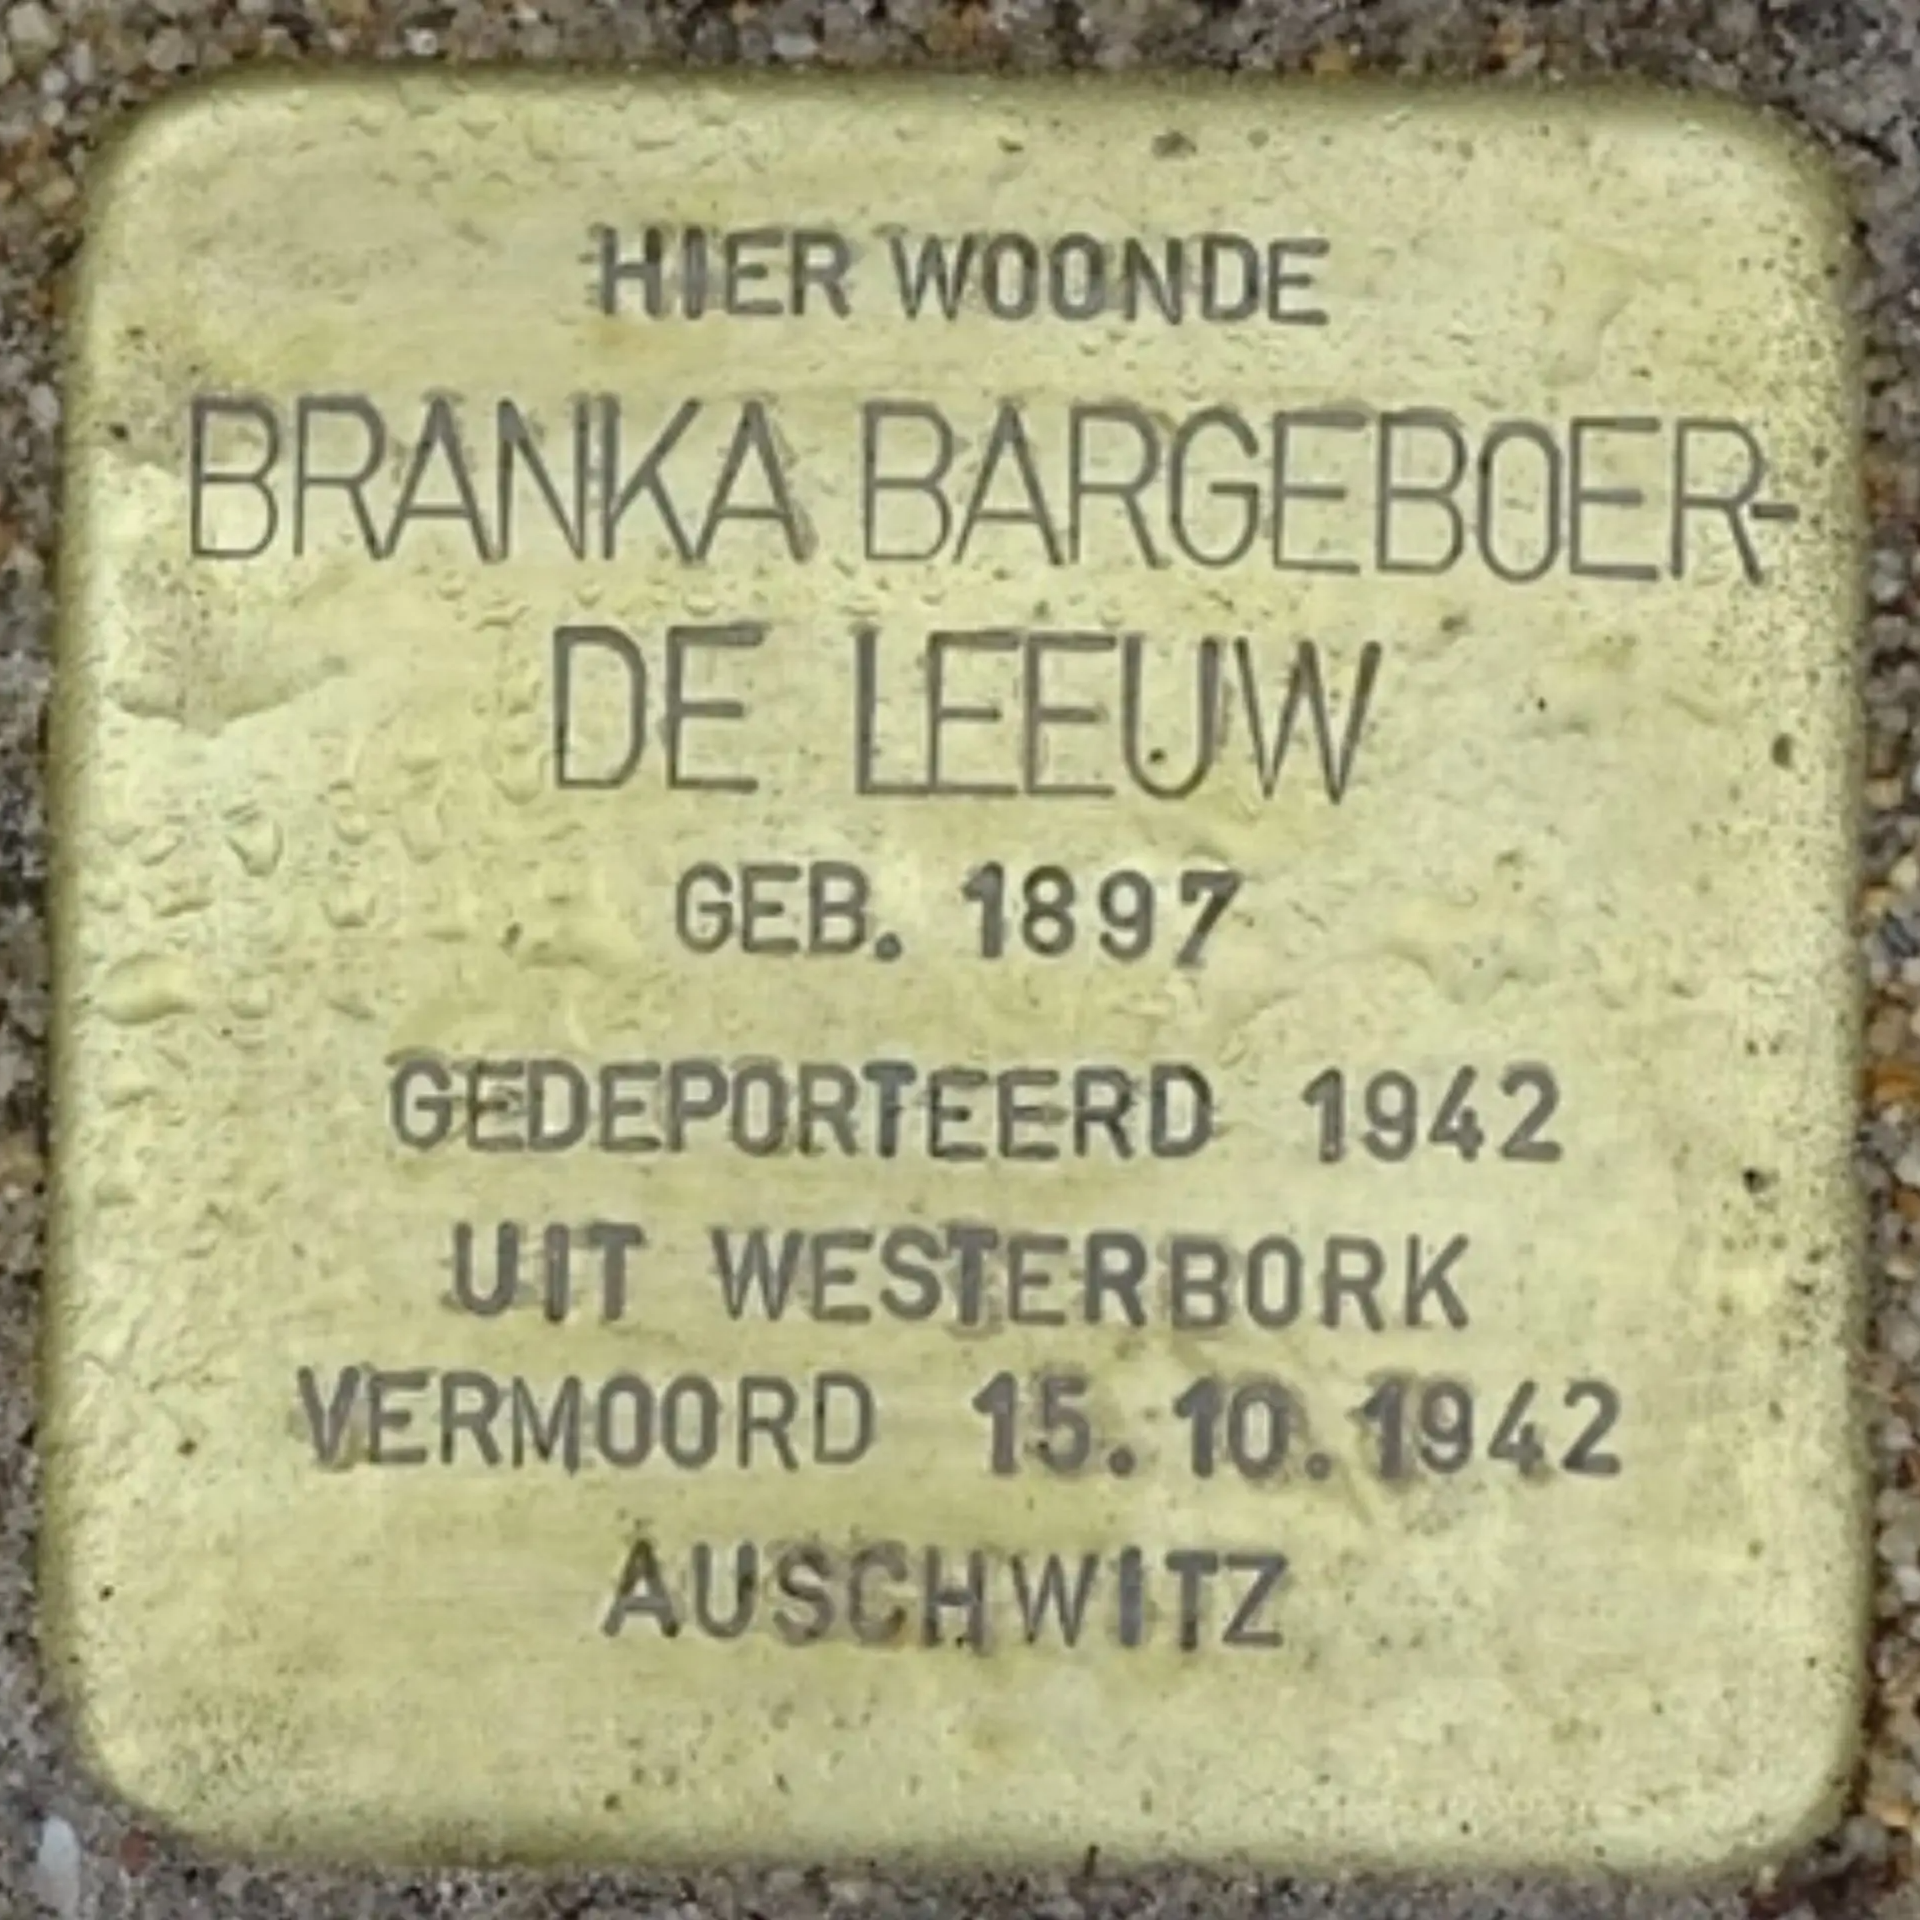 HIER WOONDE
BRANKA BARGEBOER-
DE LEEUW
GEB. 1897
GEDEPORTEERD 1942
UIT WESTERBORK
VERMOORD 15.10.1942
AUSCHWITZ